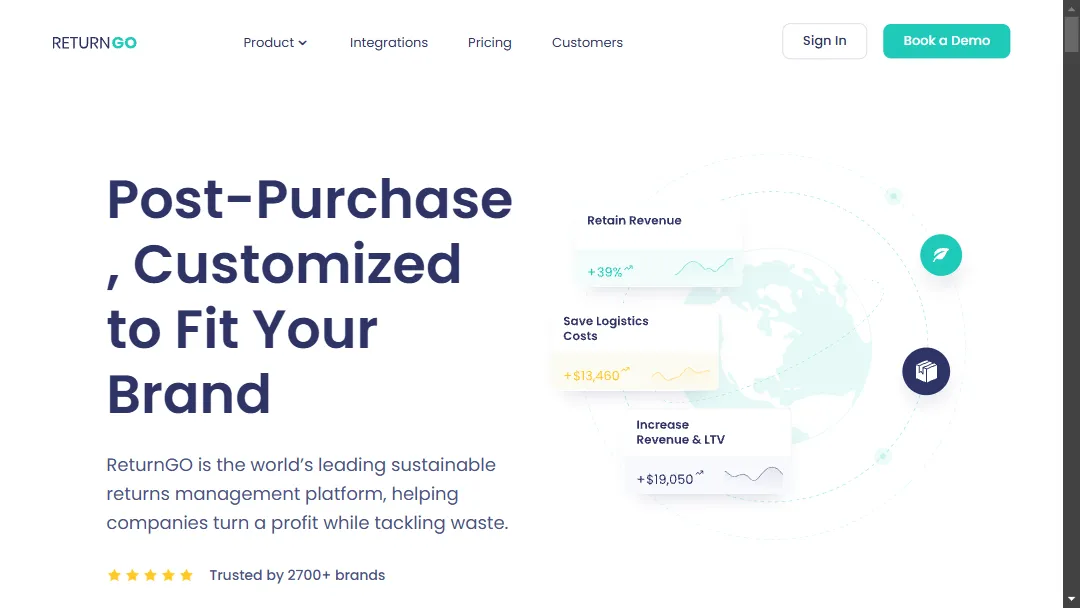 RETURNGO
Product
Integrations
Pricing
Customers
Sign In
Book a Demo
Post-Purchase
, Customized
to Fit Your
Brand
ReturnGO is the world’s leading sustainable
returns management platform, helping
companies turn a profit while tackling waste.
Trusted by 2700+ brands
Retain Revenue
+39%
Save Logistics
Costs
+$13,460
Increase
Revenue & LTV
+$19,050